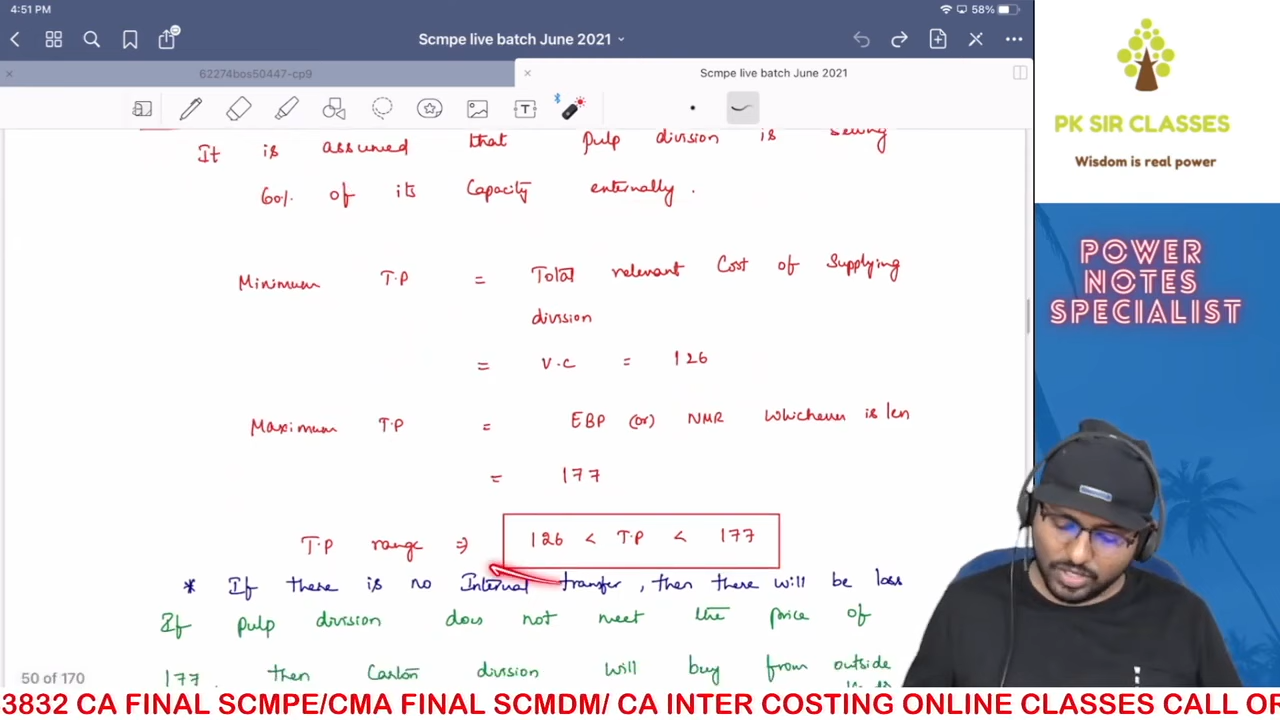 4:51 PM
58%
Scmpe live batch June 2021
62274bos50447-cp9
Scmpe live batch June 2021
It is assumed that pulp division is selling
60% of its Capacity externally.
Minimum T.P = Total relevant Cost of Supplying
division
= V.C = 126
Maximum T.P = EBP (or) NMR Whichever is less
= 177
T.P range ⇒ 126 < T.P < 177
* If there is no Internal transfer, then there will be loss
If pulp division does not meet the price of
177, then Carton division will buy from outside
50 of 170
PK SIR CLASSES
Wisdom is real power
POWER
NOTES
SPECIALIST
3832 CA FINAL SCMPE/CMA FINAL SCMDM/ CA INTER COSTING ONLINE CLASSES CALL OR